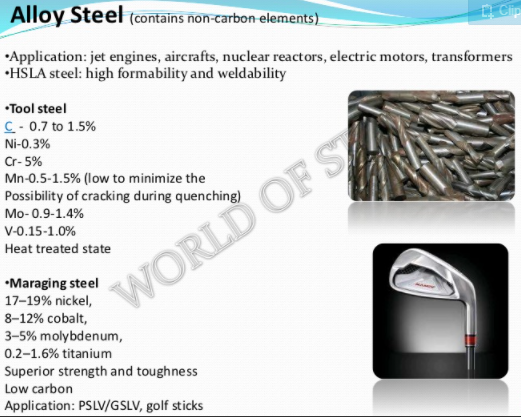 Alloy Steel (contains non-carbon elements)
Clip
•Application: jet engines, aircrafts, nuclear reactors, electric motors, transformers
•HSLA steel: high formability and weldability
•Tool steel
C - 0.7 to 1.5%
Ni-0.3%
Cr- 5%
Mn-0.5-1.5% (low to minimize the
Possibility of cracking during quenching)
Mo- 0.9-1.4%
V-0.15-1.0%
Heat treated state
WORLD OF ST
•Maraging steel
17–19% nickel,
8–12% cobalt,
3–5% molybdenum,
0.2–1.6% titanium
Superior strength and toughness
Low carbon
Application: PSLV/GSLV, golf sticks